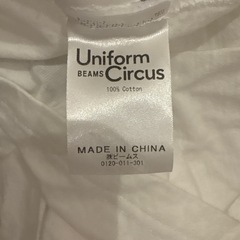 Uniform
BEAMS Circus
100% Cotton
MADE IN CHINA
㈱ビームス
0120-011-301